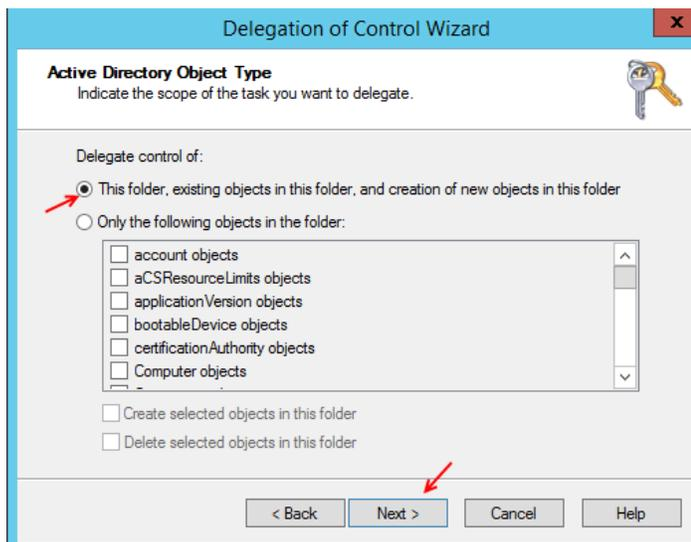 Delegation of Control Wizard
x
Active Directory Object Type
Indicate the scope of the task you want to delegate.
Delegate control of:
This folder, existing objects in this folder, and creation of new objects in this folder
Only the following objects in the folder:
account objects
aCSResourceLimits objects
applicationVersion objects
bootableDevice objects
certificationAuthority objects
Computer objects
Create selected objects in this folder
Delete selected objects in this folder
< Back Next > Cancel Help